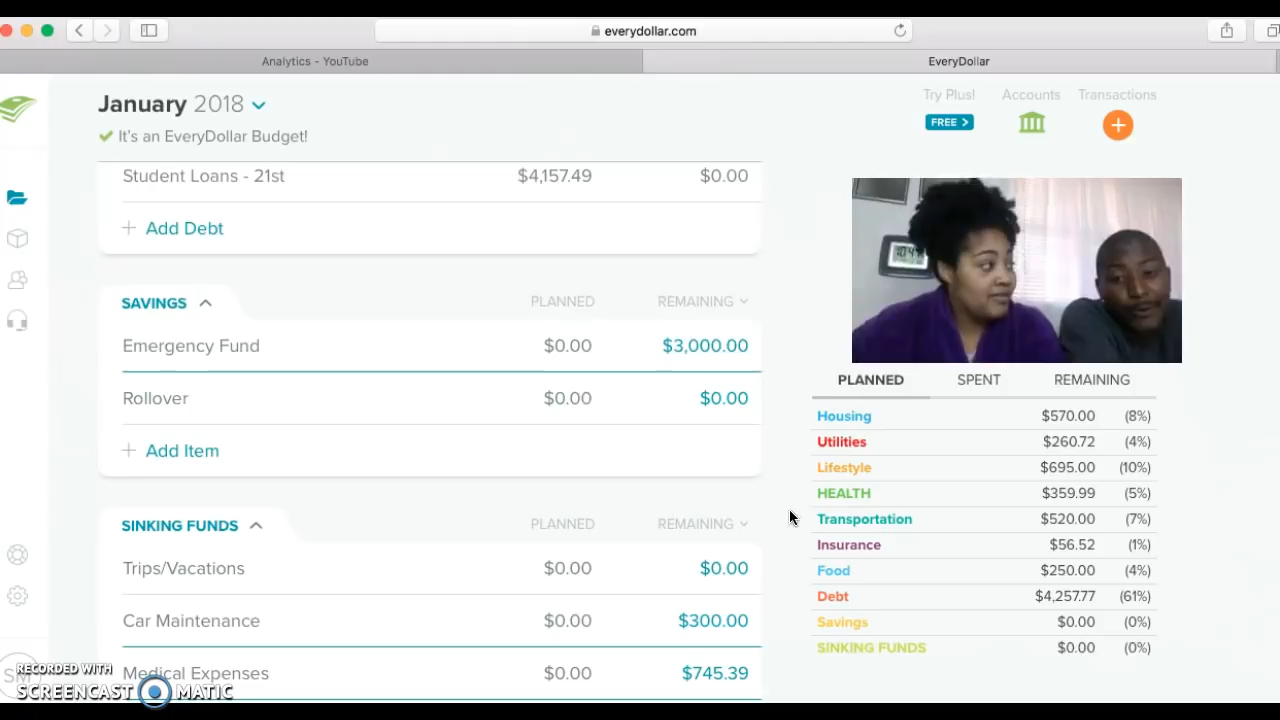 everydollar.com
Analytics - YouTube
EveryDollar
January 2018
It's an EveryDollar Budget!
Try Plus! Accounts Transactions
FREE >
Student Loans - 21st $4,157.49 $0.00
+ Add Debt
SAVINGS PLANNED REMAINING
Emergency Fund $0.00 $3,000.00
Rollover $0.00 $0.00
+ Add Item
SINKING FUNDS PLANNED REMAINING
Trips/Vacations $0.00 $0.00
Car Maintenance $0.00 $300.00
Medical Expenses $0.00 $745.39
PLANNED SPENT REMAINING
Housing $570.00 (8%)
Utilities $260.72 (4%)
Lifestyle $695.00 (10%)
HEALTH $359.99 (5%)
Transportation $520.00 (7%)
Insurance $56.52 (1%)
Food $250.00 (4%)
Debt $4,257.77 (61%)
Savings $0.00 (0%)
SINKING FUNDS $0.00 (0%)
SM
RECORDED WITH
SCREENCAST MATIC